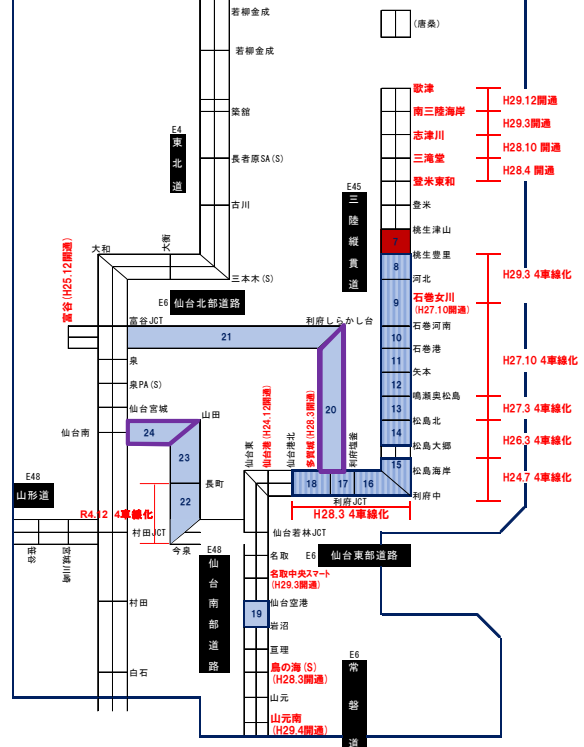 若柳金成
若柳金成
築舘
E4
東北道
長者原SA(S)
古川
大和
大衡
三本木(S)
富谷(H25.12開通)
E6 仙台北部道路
富谷JCT
利府しらかし台
21
泉
泉PA(S)
仙台宮城
仙台南
山田
24
23
22
長町
今泉
R4.12 4車線化
E48
山形道
笹谷
宮城川崎
村田JCT
村田
白石
E48
仙台南部道路
(唐桑)
歌津
南三陸海岸
志津川
三滝堂
登米東和
登米
桃生津山
桃生豊里
河北
石巻女川
(H27.10開通)
石巻河南
石巻港
矢本
鳴瀬奥松島
松島北
松島大郷
松島海岸
利府中
E45
三陸縦貫道
7
8
9
10
11
12
13
14
15
H29.12開通
H29.3開通
H28.10 開通
H28.4 開通
H29.3 4車線化
H27.10 4車線化
H27.3 4車線化
H26.3 4車線化
H24.7 4車線化
20
仙台東
仙台港(H24.12開通)
仙台港北
多賀城(H28.3開通)
利府塩釜
18
17
16
利府JCT
H28.3 4車線化
仙台若林JCT
E6 仙台東部道路
名取
名取中央スマート
(H29.3開通)
仙台空港
19
岩沼
亘理
鳥の海(S)
(H28.3開通)
山元
山元南
(H29.4開通)
E6
常磐道